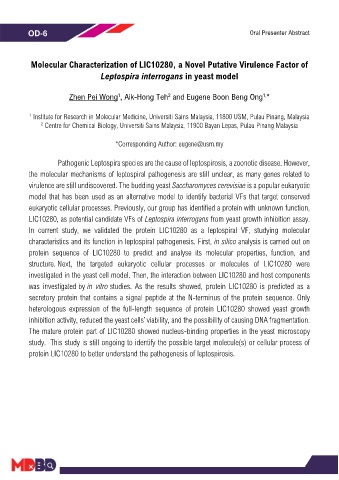 OD-6
Oral Presenter Abstract
Molecular Characterization of LIC10280, a Novel Putative Virulence Factor of
Leptospira interrogans in yeast model
Zhen Pei Wong1, Aik-Hong Teh2 and Eugene Boon Beng Ong1,*
1 Institute for Research in Molecular Medicine, Universiti Sains Malaysia, 11800 USM, Pulau Pinang, Malaysia
2 Centre for Chemical Biology, Universiti Sains Malaysia, 11900 Bayan Lepas, Pulau Pinang Malaysia
*Corresponding Author: eugene@usm.my
Pathogenic Leptospira species are the cause of leptospirosis, a zoonotic disease. However,
the molecular mechanisms of leptospiral pathogenesis are still unclear, as many genes related to
virulence are still undiscovered. The budding yeast Saccharomyces cerevisiae is a popular eukaryotic
model that has been used as an alternative model to identify bacterial VFs that target conserved
eukaryotic cellular processes. Previously, our group has identified a protein with unknown function,
LIC10280, as potential candidate VFs of Leptospira interrogans from yeast growth inhibition assay.
In current study, we validated the protein LIC10280 as a leptospiral VF, studying molecular
characteristics and its function in leptospiral pathogenesis. First, in silico analysis is carried out on
protein sequence of LIC10280 to predict and analyse its molecular properties, function, and
structure. Next, the targeted eukaryotic cellular processes or molecules of LIC10280 were
investigated in the yeast cell model. Then, the interaction between LIC10280 and host components
was investigated by in vitro studies. As the results showed, protein LIC10280 is predicted as a
secretory protein that contains a signal peptide at the N-terminus of the protein sequence. Only
heterologous expression of the full-length sequence of protein LIC10280 showed yeast growth
inhibition activity, reduced the yeast cells' viability, and the possibility of causing DNA fragmentation.
The mature protein part of LIC10280 showed nucleus-binding properties in the yeast microscopy
study. This study is still ongoing to identify the possible target molecule(s) or cellular process of
protein LIC10280 to better understand the pathogenesis of leptospirosis.